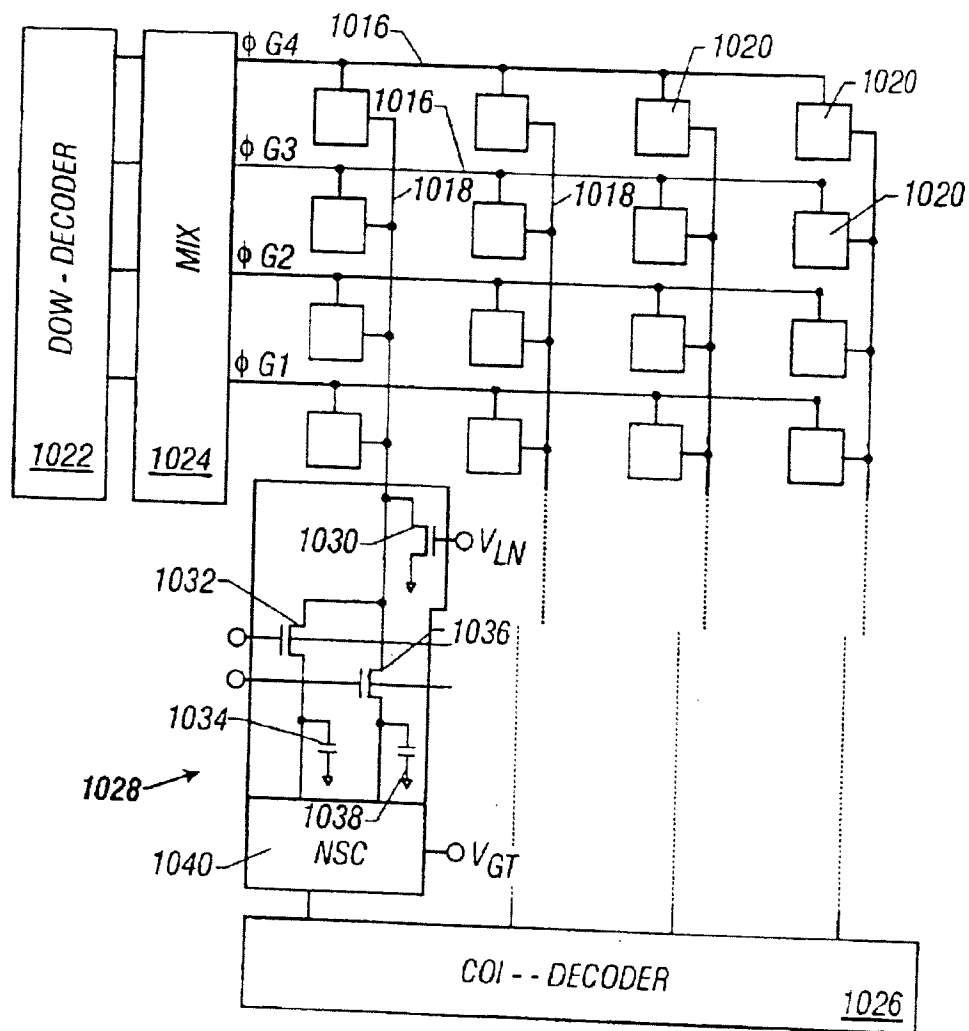 φ G4
1016
1020
1020
1016
φ G3
1018
1018
1020
DOW - DECODER
MIX
φ G2
φ G1
1022
1024
1030
V_LN
1032
1036
1034
1028
1038
1040
NSC
V_GT
COI - - DECODER
1026